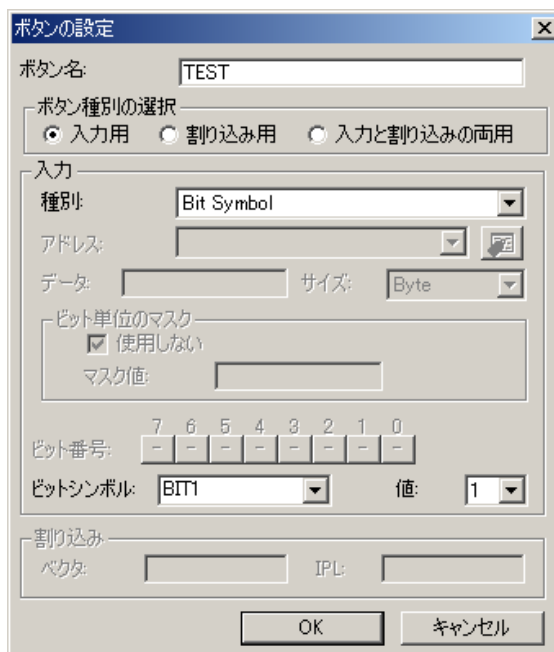 ボタンの設定
ボタン名: TEST
ボタン種別の選択
入力用 割り込み用 入力と割り込みの両用
入力
種別: Bit Symbol
アドレス:
データ: サイズ: Byte
ビット単位のマスク
使用しない
マスク値:
7 6 5 4 3 2 1 0
ビット番号: - - - - - - - -
ビットシンボル: BIT1 値: 1
割り込み
ベクタ: IPL:
OK キャンセル